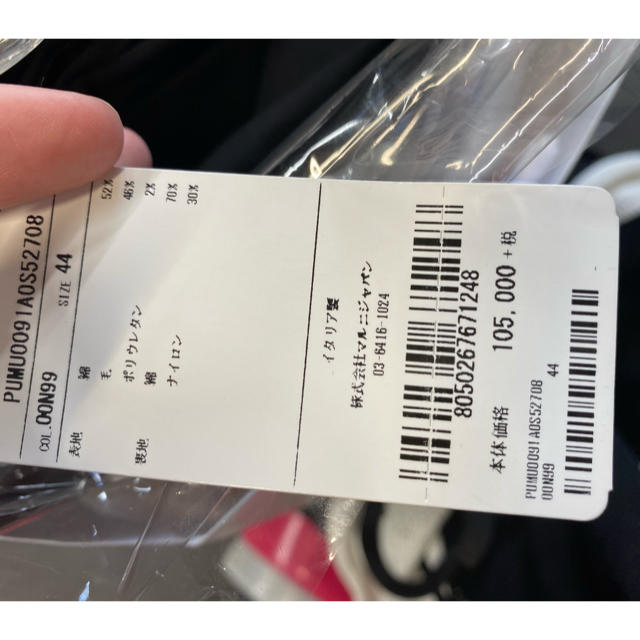 PUMU0091A0S52708
COL.00N99 SIZE 44
表地 綿 52%
毛 46%
ポリウレタン 2%
裏地 綿 70%
ナイロン 30%
イタリア製
株式会社マルニジャパン
03-6416-1024
8050267671248
本体価格 105,000+税
PUMU0091A0S52708 44
00N99